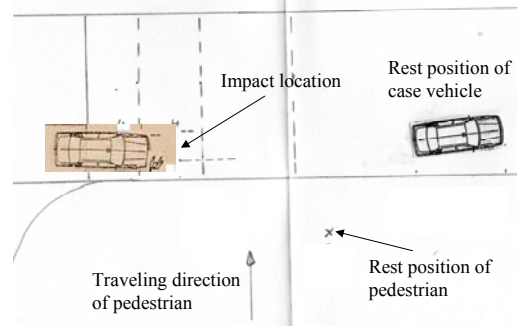 Impact location
Rest position of
case vehicle
Traveling direction
of pedestrian
Rest position of
pedestrian